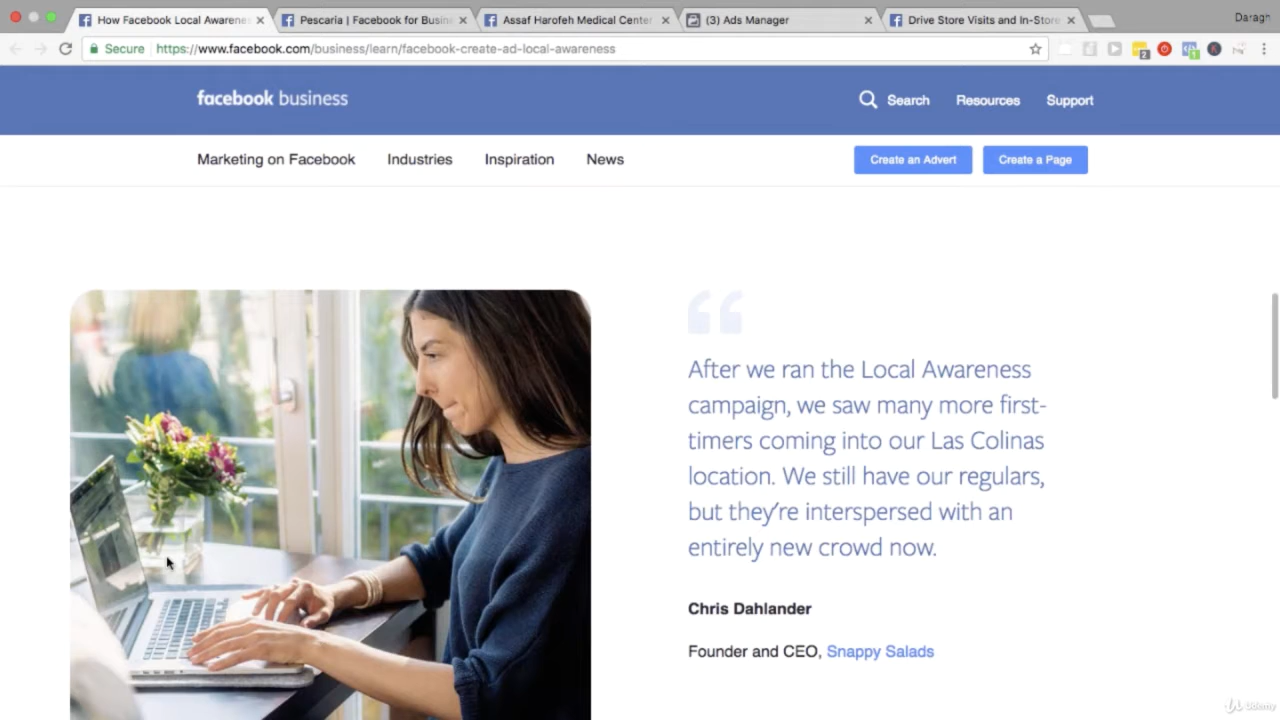 How Facebook Local Awarene
Pescaria | Facebook for Busin
Assaf Harofeh Medical Center
(3) Ads Manager
Drive Store Visits and In-Store
Daragh
Secure
https://www.facebook.com/business/learn/facebook-create-ad-local-awareness
2
1
facebook business
Search
Resources
Support
Marketing on Facebook
Industries
Inspiration
News
Create an Advert
Create a Page
After we ran the Local Awareness
campaign, we saw many more first-
timers coming into our Las Colinas
location. We still have our regulars,
but they're interspersed with an
entirely new crowd now.
Chris Dahlander
Founder and CEO, Snappy Salads
Udemy